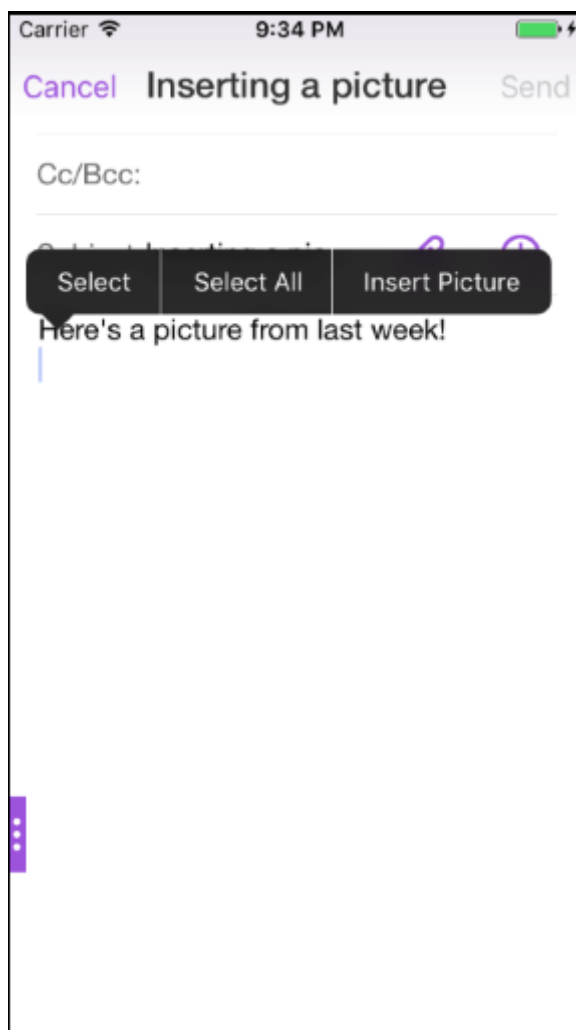 Carrier 9:34 PM
Cancel Inserting a picture Send
Cc/Bcc:
Select Select All Insert Picture
Here's a picture from last week!